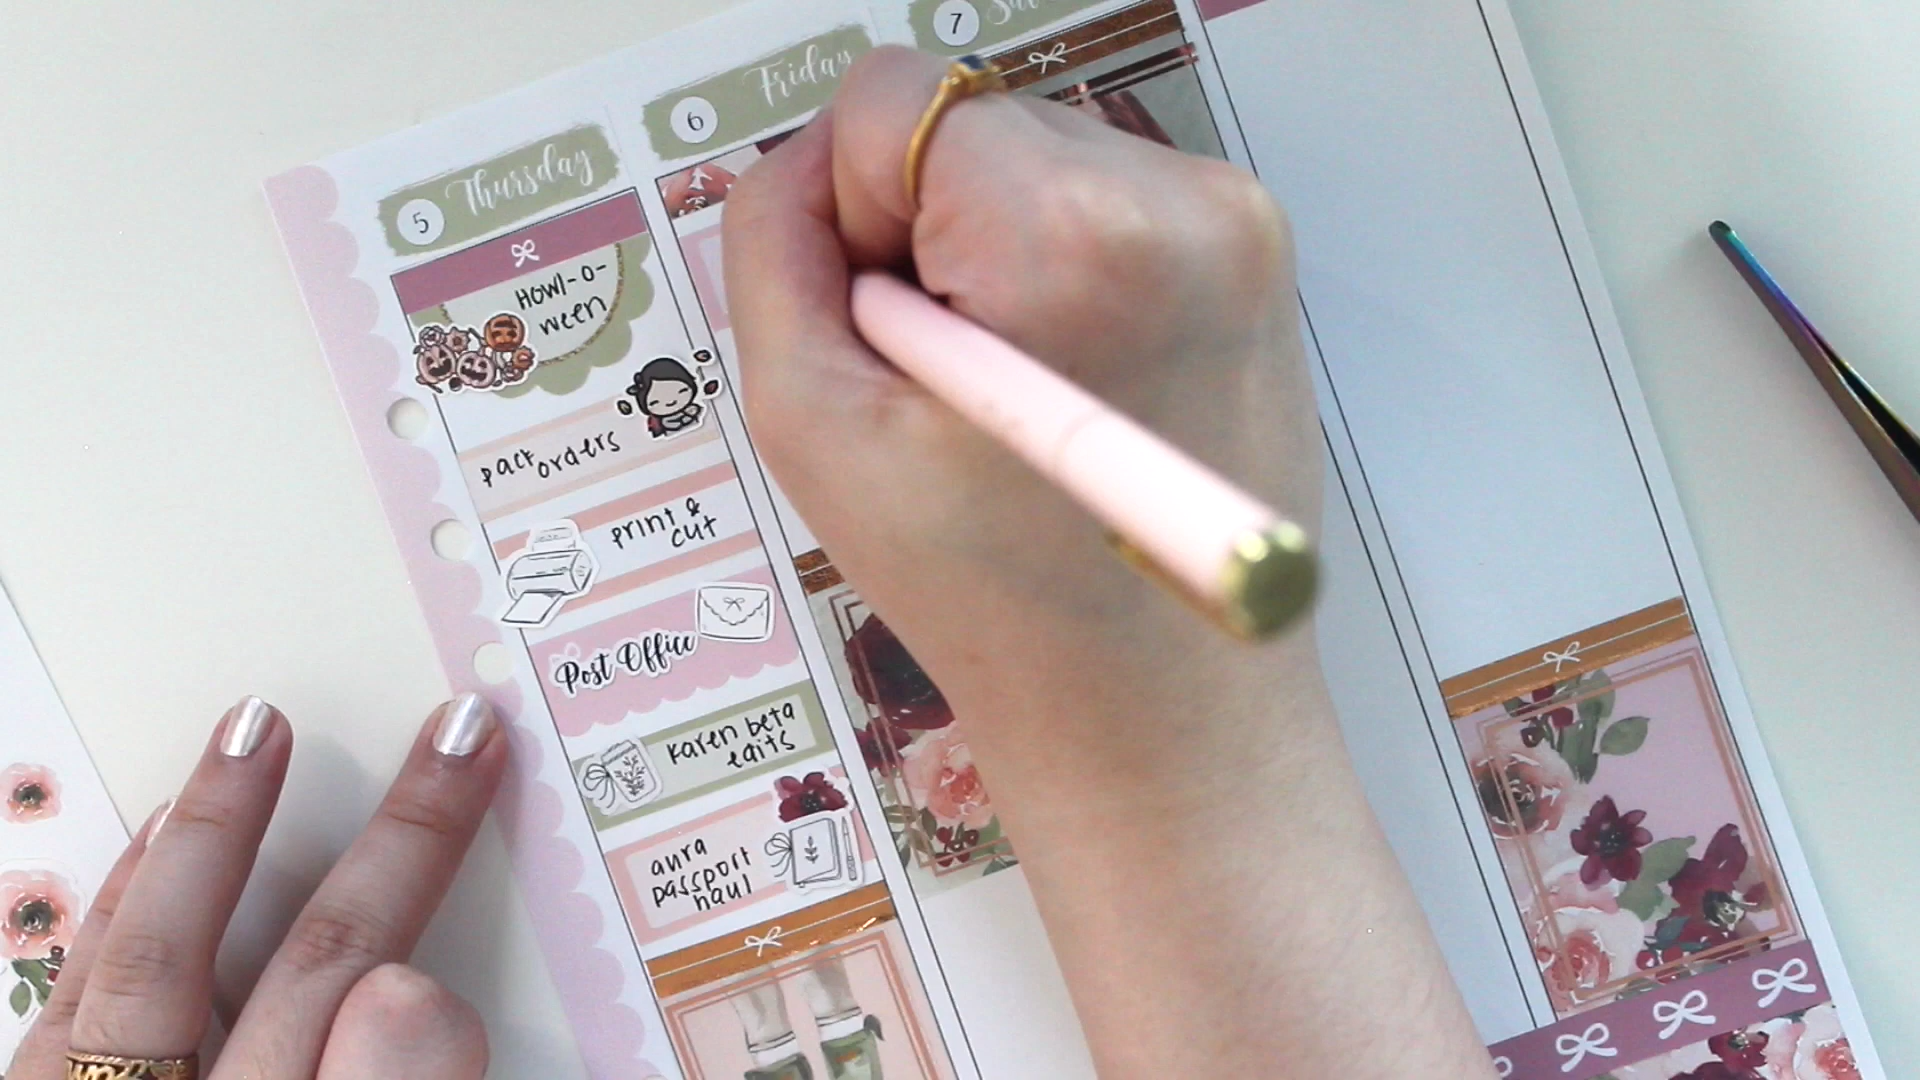 5 Thursday
Howl-o-
ween
pack
orders
print &
cut
Post Office
karen beta
edits
aura
passport
haul
6 Friday
7